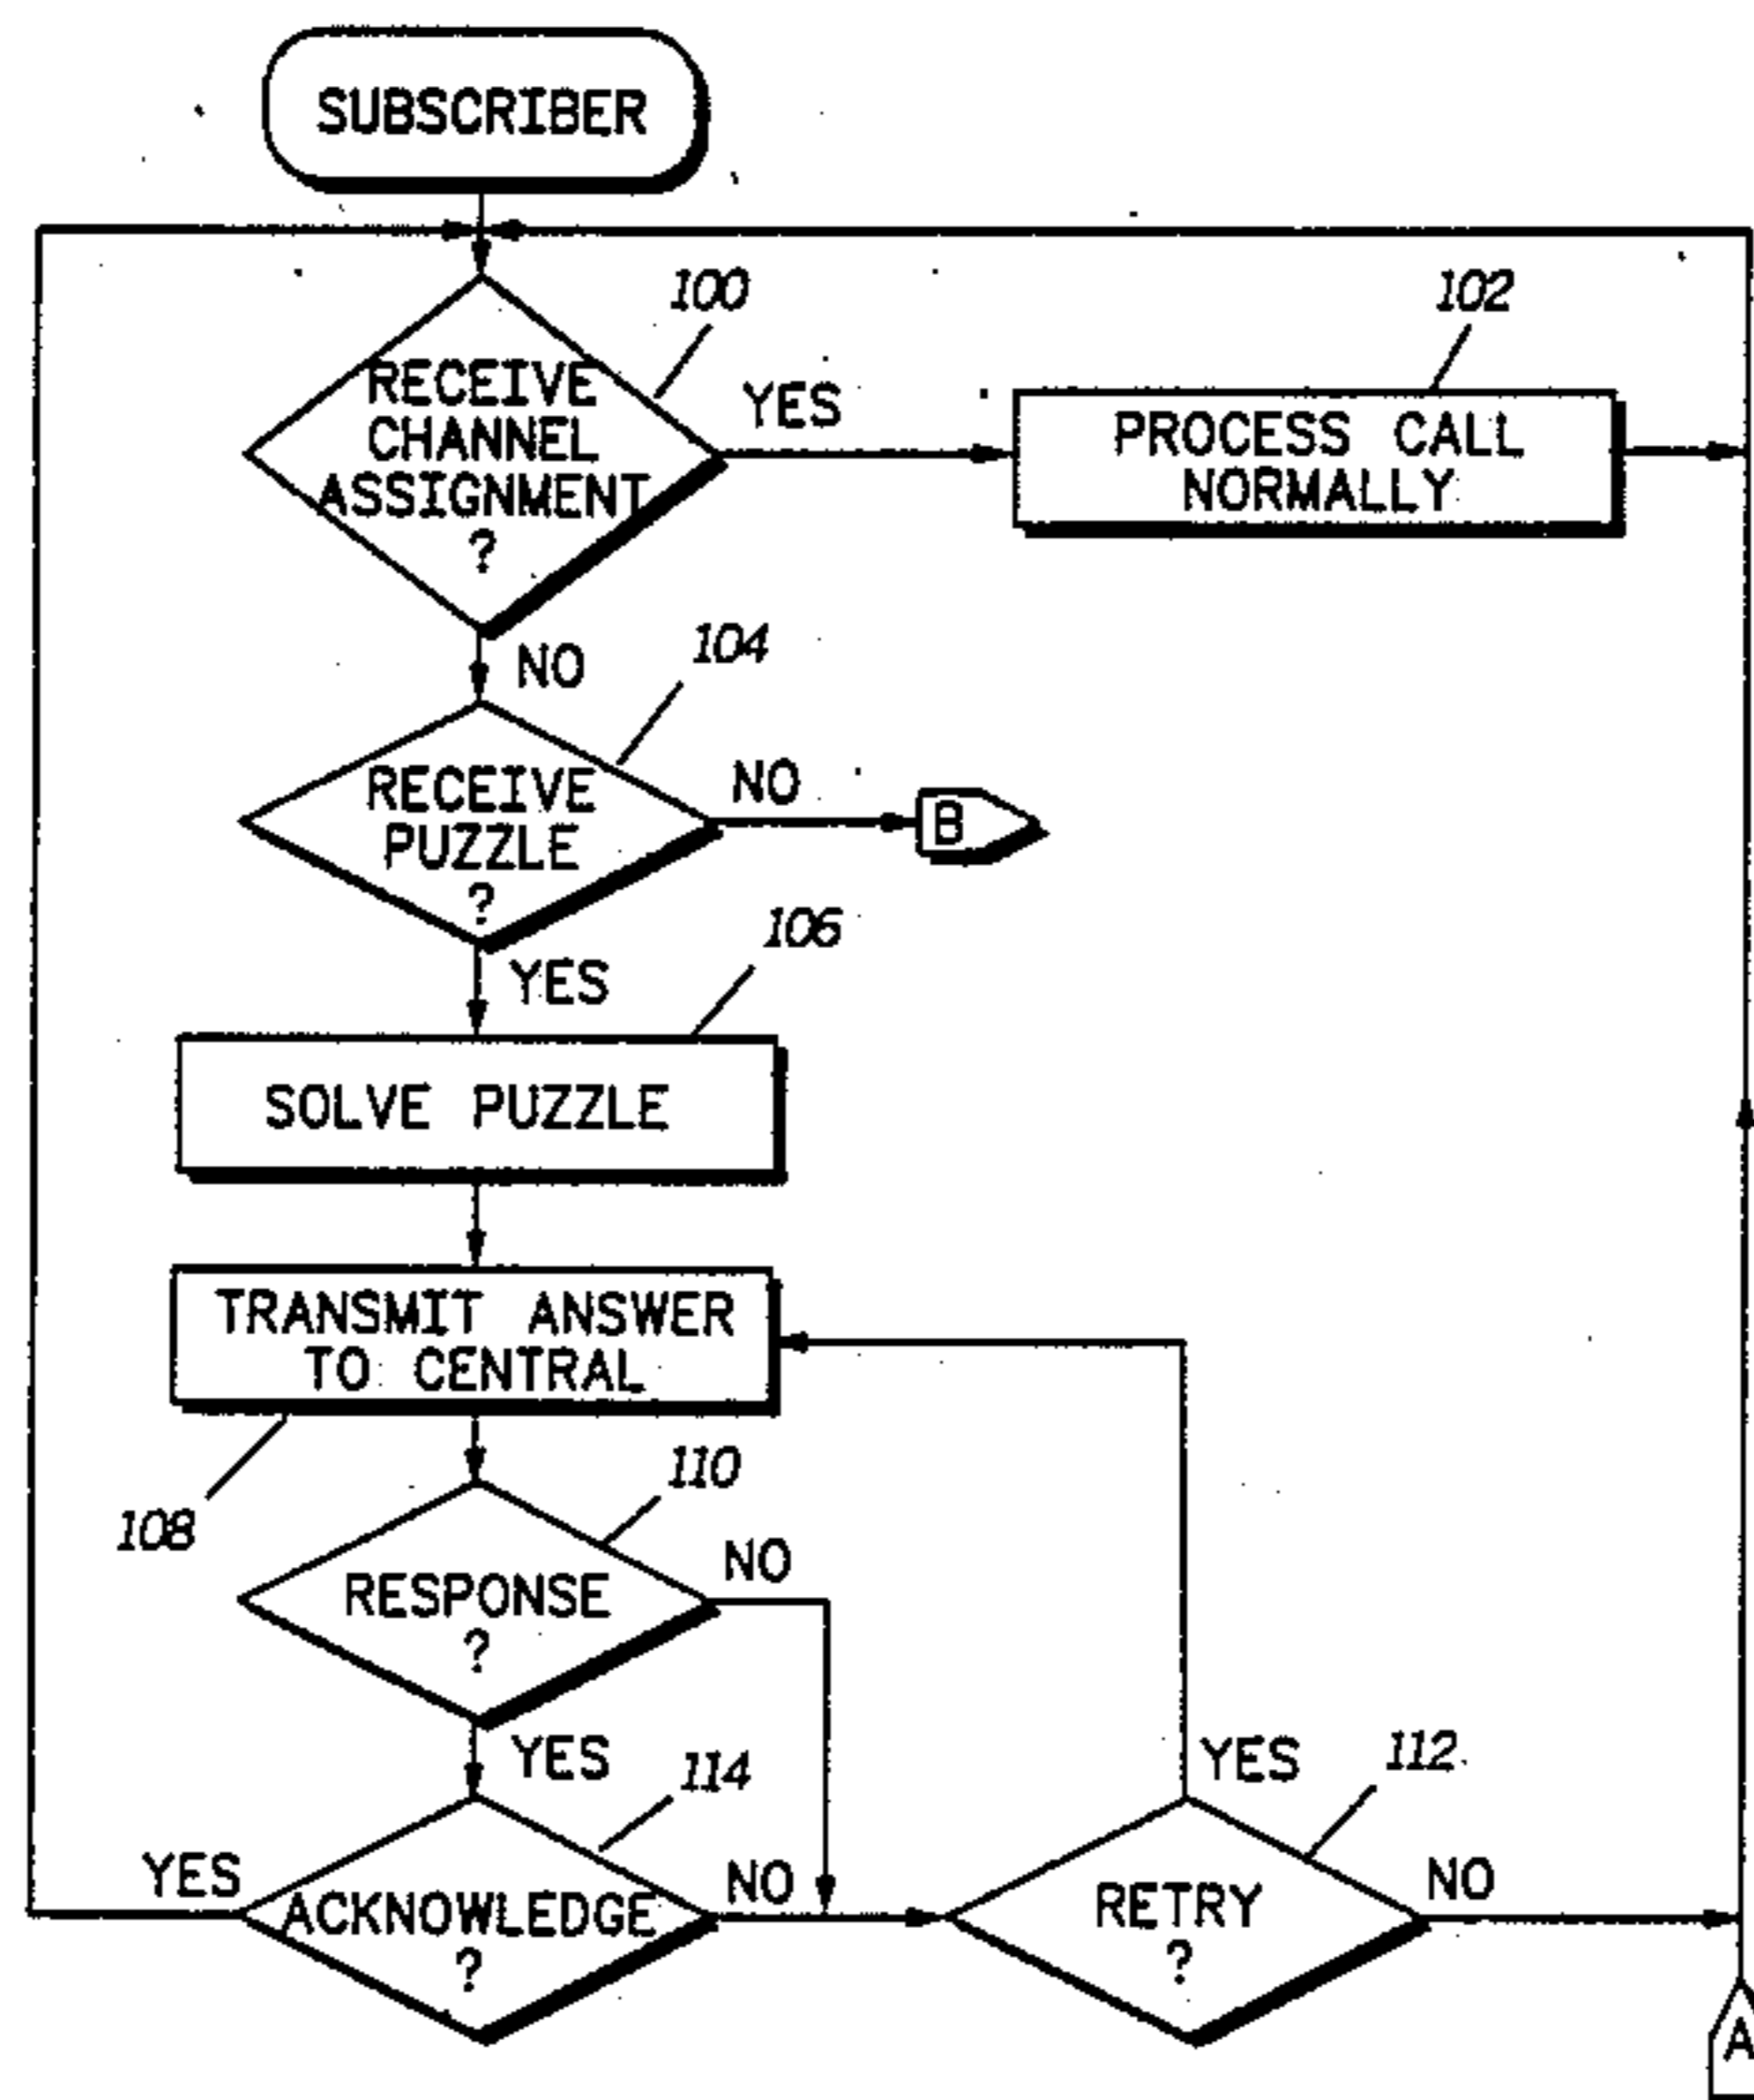 SUBSCRIBER
100
102
RECEIVE
CHANNEL
ASSIGNMENT
?
YES
PROCESS CALL
NORMALLY
NO
104
RECEIVE
PUZZLE
?
NO
B
YES
106
SOLVE PUZZLE
TRANSMIT ANSWER
TO CENTRAL
108
110
RESPONSE
?
NO
YES
114
YES
112
YES
ACKNOWLEDGE
?
NO
RETRY
?
NO
A